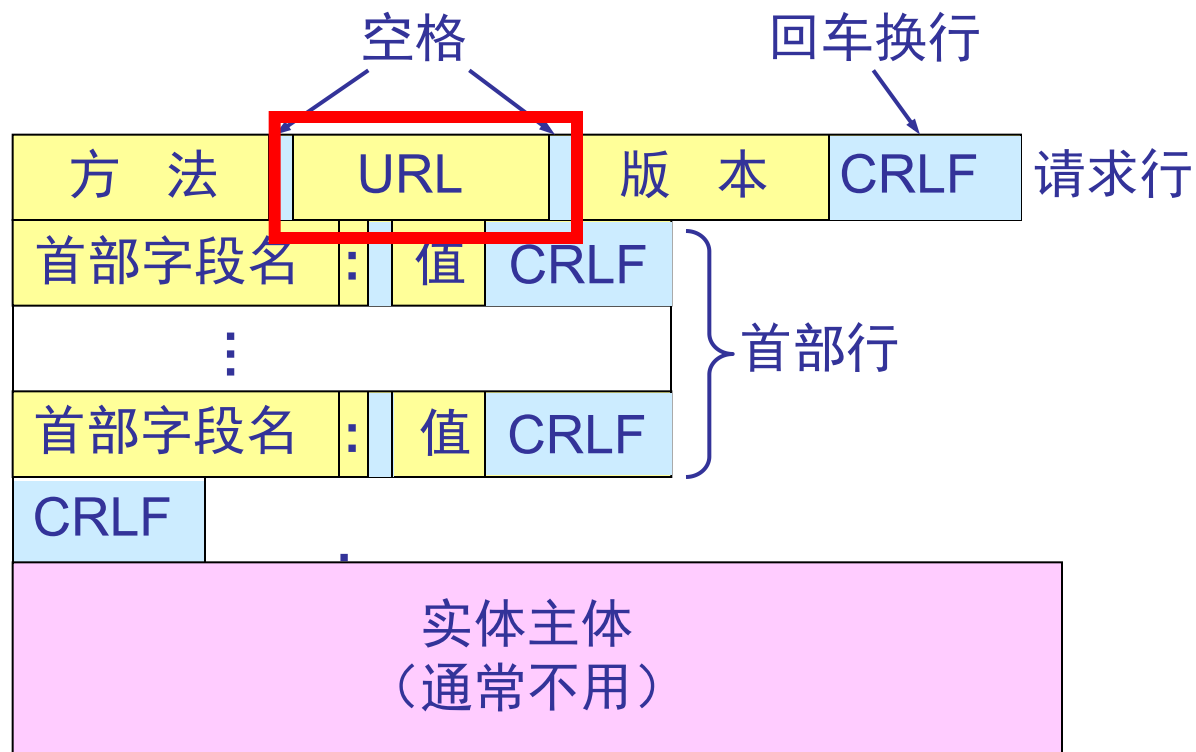 空格 回车换行
方 法 URL 版 本 CRLF 请求行
首部字段名 : 值 CRLF
⋮ 首部行
首部字段名 : 值 CRLF
CRLF
实体主体
（通常不用）